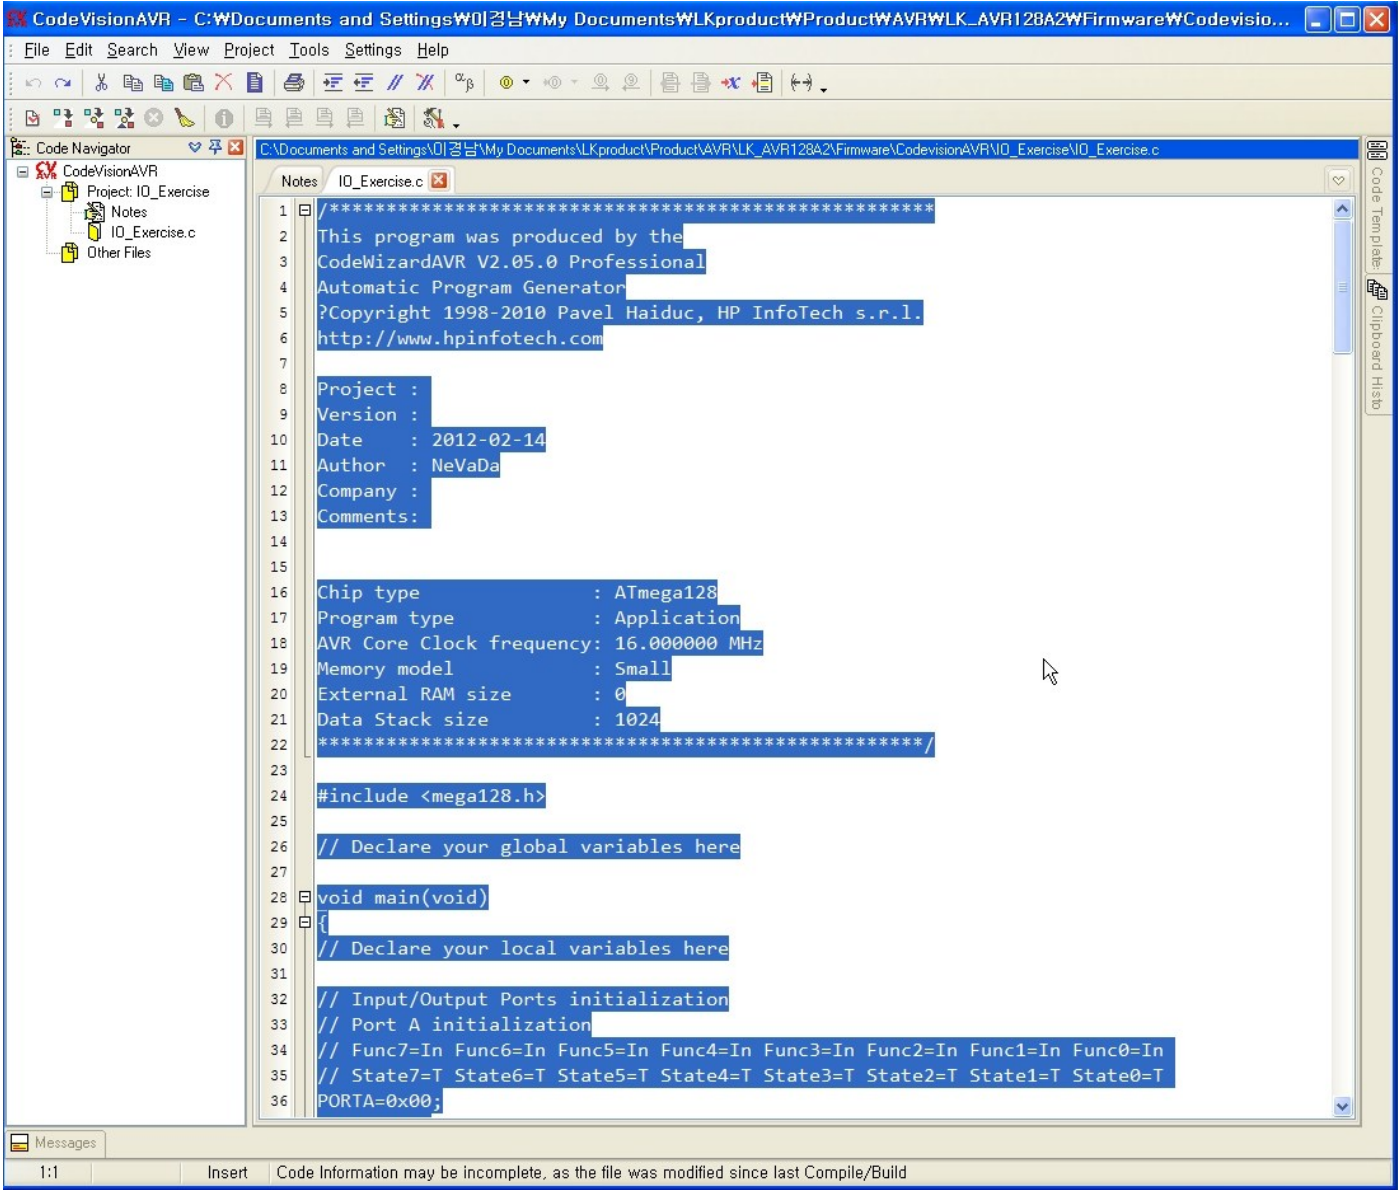 CodeVisionAVR - C:₩Documents and Settings₩이경남₩My Documents₩LKproduct₩Product₩AVR₩LK_AVR128A2₩Firmware₩Codevisio...
File Edit Search View Project Tools Settings Help
Code Navigator
CodeVisionAVR
Project: IO_Exercise
Notes
IO_Exercise.c
Other Files
C:\Documents and Settings\이경남\My Documents\LKproduct\Product\AVR\LK_AVR128A2\Firmware\CodevisionAVR\IO_Exercise\IO_Exercise.c
Notes IO_Exercise.c
1 /*****************************************************
2 This program was produced by the
3 CodeWizardAVR V2.05.0 Professional
4 Automatic Program Generator
5 ?Copyright 1998-2010 Pavel Haiduc, HP InfoTech s.r.l.
6 http://www.hpinfotech.com
7
8 Project :
9 Version :
10 Date    : 2012-02-14
11 Author  : NeVaDa
12 Company :
13 Comments:
14
15
16 Chip type               : ATmega128
17 Program type            : Application
18 AVR Core Clock frequency: 16.000000 MHz
19 Memory model            : Small
20 External RAM size       : 0
21 Data Stack size         : 1024
22 *****************************************************/
23
24 #include <mega128.h>
25
26 // Declare your global variables here
27
28 void main(void)
29 {
30 // Declare your local variables here
31
32 // Input/Output Ports initialization
33 // Port A initialization
34 // Func7=In Func6=In Func5=In Func4=In Func3=In Func2=In Func1=In Func0=In
35 // State7=T State6=T State5=T State4=T State3=T State2=T State1=T State0=T
36 PORTA=0x00;
Code Template:
Clipboard Histo
Messages
1:1 Insert Code Information may be incomplete, as the file was modified since last Compile/Build